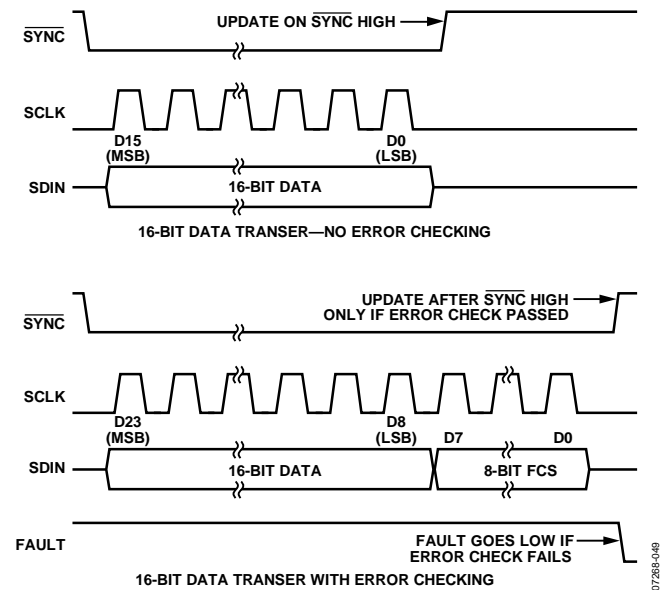 UPDATE ON SYNC HIGH
SYNC
SCLK
D15
(MSB)
D0
(LSB)
SDIN
16-BIT DATA
16-BIT DATA TRANSER—NO ERROR CHECKING
UPDATE AFTER SYNC HIGH
ONLY IF ERROR CHECK PASSED
SYNC
SCLK
D23
(MSB)
D8
(LSB)
D7
D0
SDIN
16-BIT DATA
8-BIT FCS
FAULT
FAULT GOES LOW IF
ERROR CHECK FAILS
16-BIT DATA TRANSER WITH ERROR CHECKING
07268-049